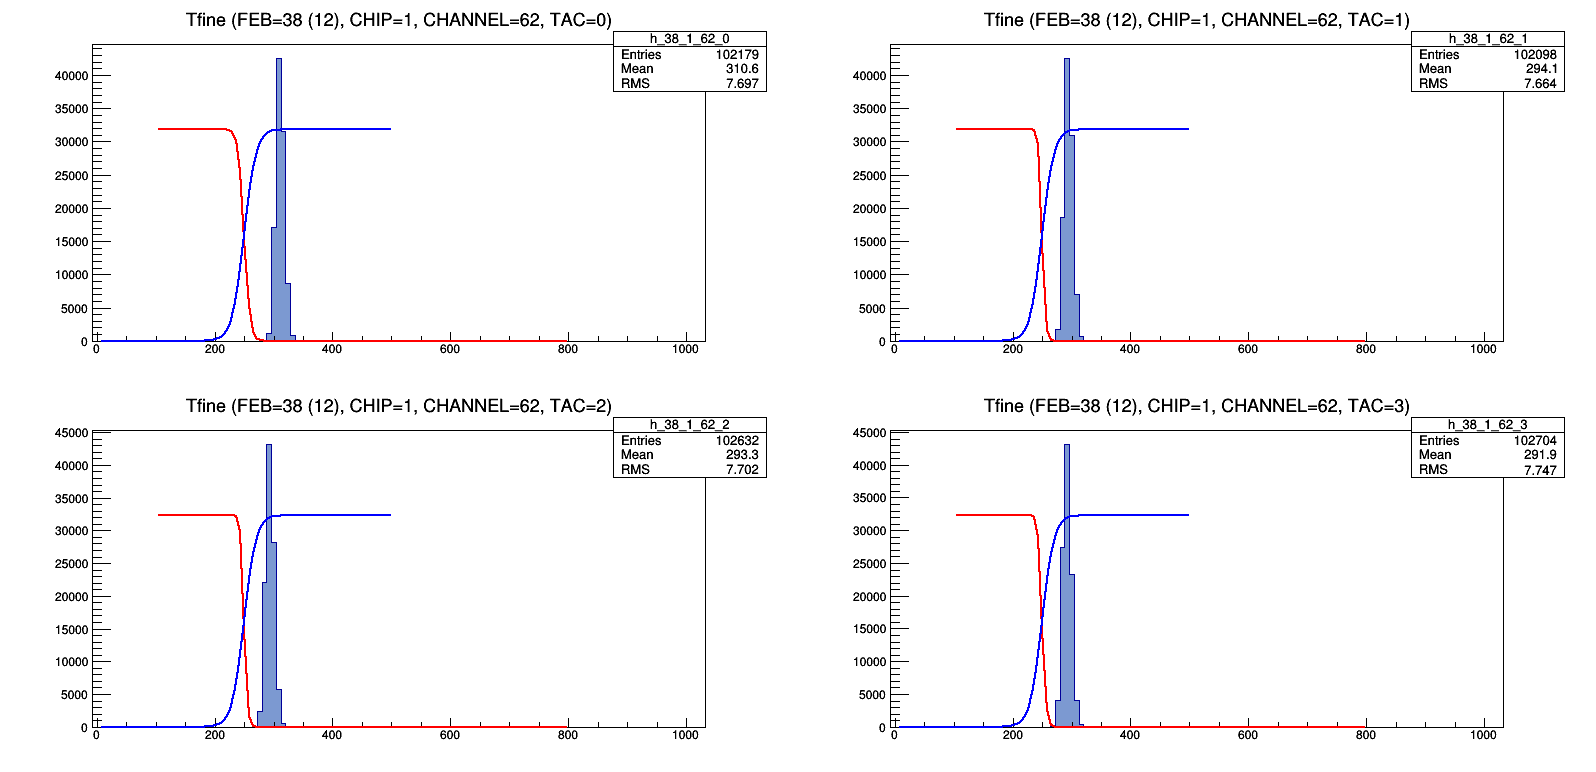 Tfine (FEB=38 (12), CHIP=1, CHANNEL=62, TAC=0)
h_38_1_62_0
Entries 102179
Mean 310.6
RMS 7.697
40000
35000
30000
25000
20000
15000
10000
5000
0
0 200 400 600 800 1000
Tfine (FEB=38 (12), CHIP=1, CHANNEL=62, TAC=1)
h_38_1_62_1
Entries 102098
Mean 294.1
RMS 7.664
40000
35000
30000
25000
20000
15000
10000
5000
0
0 200 400 600 800 1000
Tfine (FEB=38 (12), CHIP=1, CHANNEL=62, TAC=2)
h_38_1_62_2
Entries 102632
Mean 293.3
RMS 7.702
45000
40000
35000
30000
25000
20000
15000
10000
5000
0
0 200 400 600 800 1000
Tfine (FEB=38 (12), CHIP=1, CHANNEL=62, TAC=3)
h_38_1_62_3
Entries 102704
Mean 291.9
RMS 7.747
45000
40000
35000
30000
25000
20000
15000
10000
5000
0
0 200 400 600 800 1000